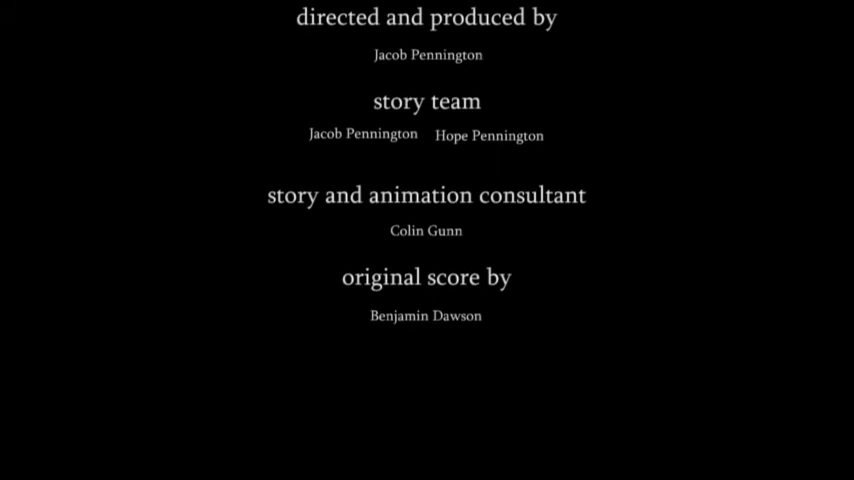 directed and produced by
Jacob Pennington
story team
Jacob Pennington Hope Pennington
story and animation consultant
Colin Gunn
original score by
Benjamin Dawson